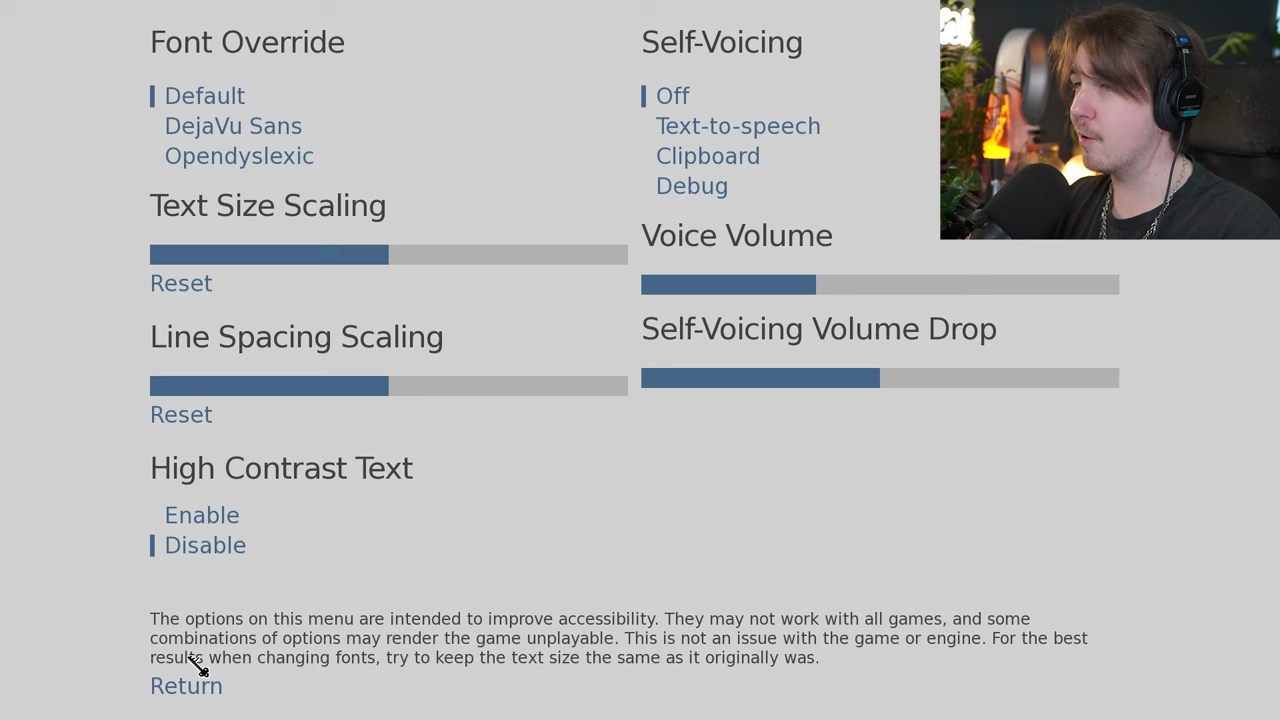 Font Override
Default
DejaVu Sans
Opendyslexic
Text Size Scaling
Reset
Line Spacing Scaling
Reset
High Contrast Text
Enable
Disable
Self-Voicing
Off
Text-to-speech
Clipboard
Debug
Voice Volume
Self-Voicing Volume Drop
The options on this menu are intended to improve accessibility. They may not work with all games, and some
combinations of options may render the game unplayable. This is not an issue with the game or engine. For the best
results when changing fonts, try to keep the text size the same as it originally was.
Return
SONY